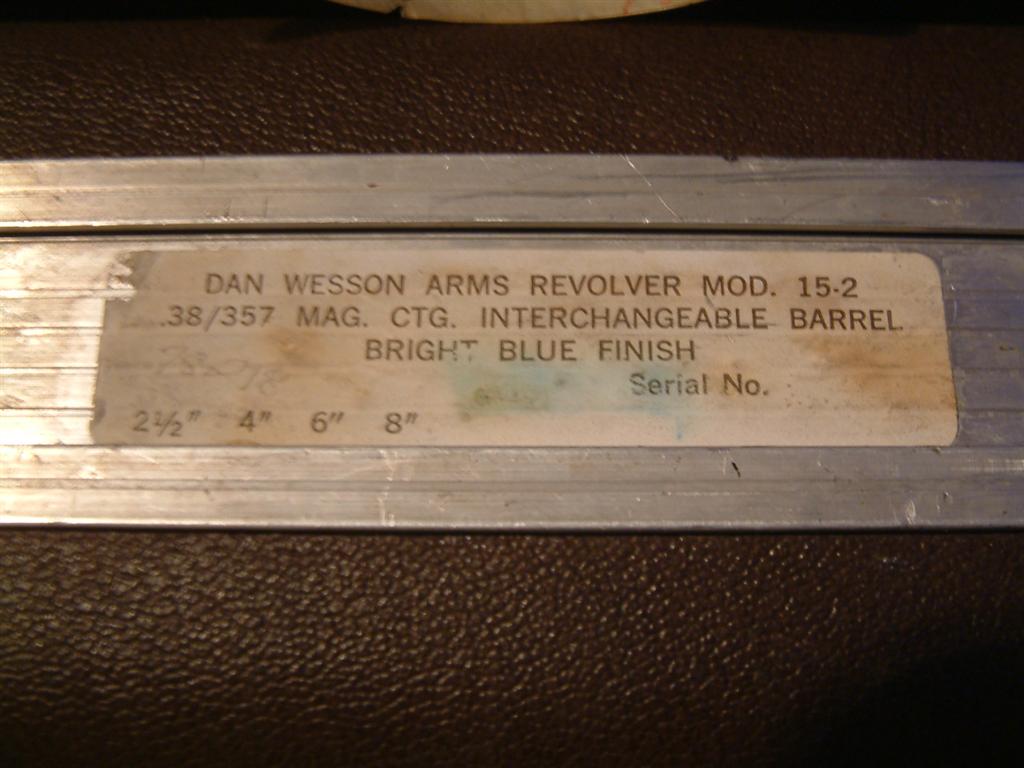 DAN WESSON ARMS REVOLVER MOD. 15-2
.38/357 MAG. CTG. INTERCHANGEABLE BARREL
BRIGHT BLUE FINISH
Serial No.
2½" 4" 6" 8"